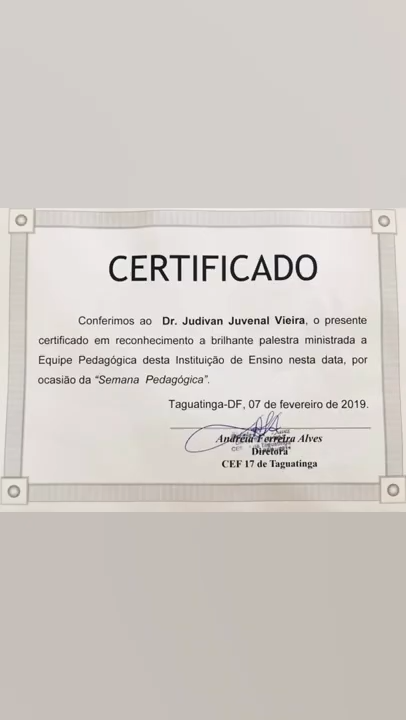 CERTIFICADO
Conferimos ao Dr. Judivan Juvenal Vieira, o presente
certificado em reconhecimento a brilhante palestra ministrada a
Equipe Pedagógica desta Instituição de Ensino nesta data, por
ocasião da “Semana Pedagógica”.
Taguatinga-DF, 07 de fevereiro de 2019.
Andréia Ferreira Alves
Diretora
CEF 17 de Taguatinga